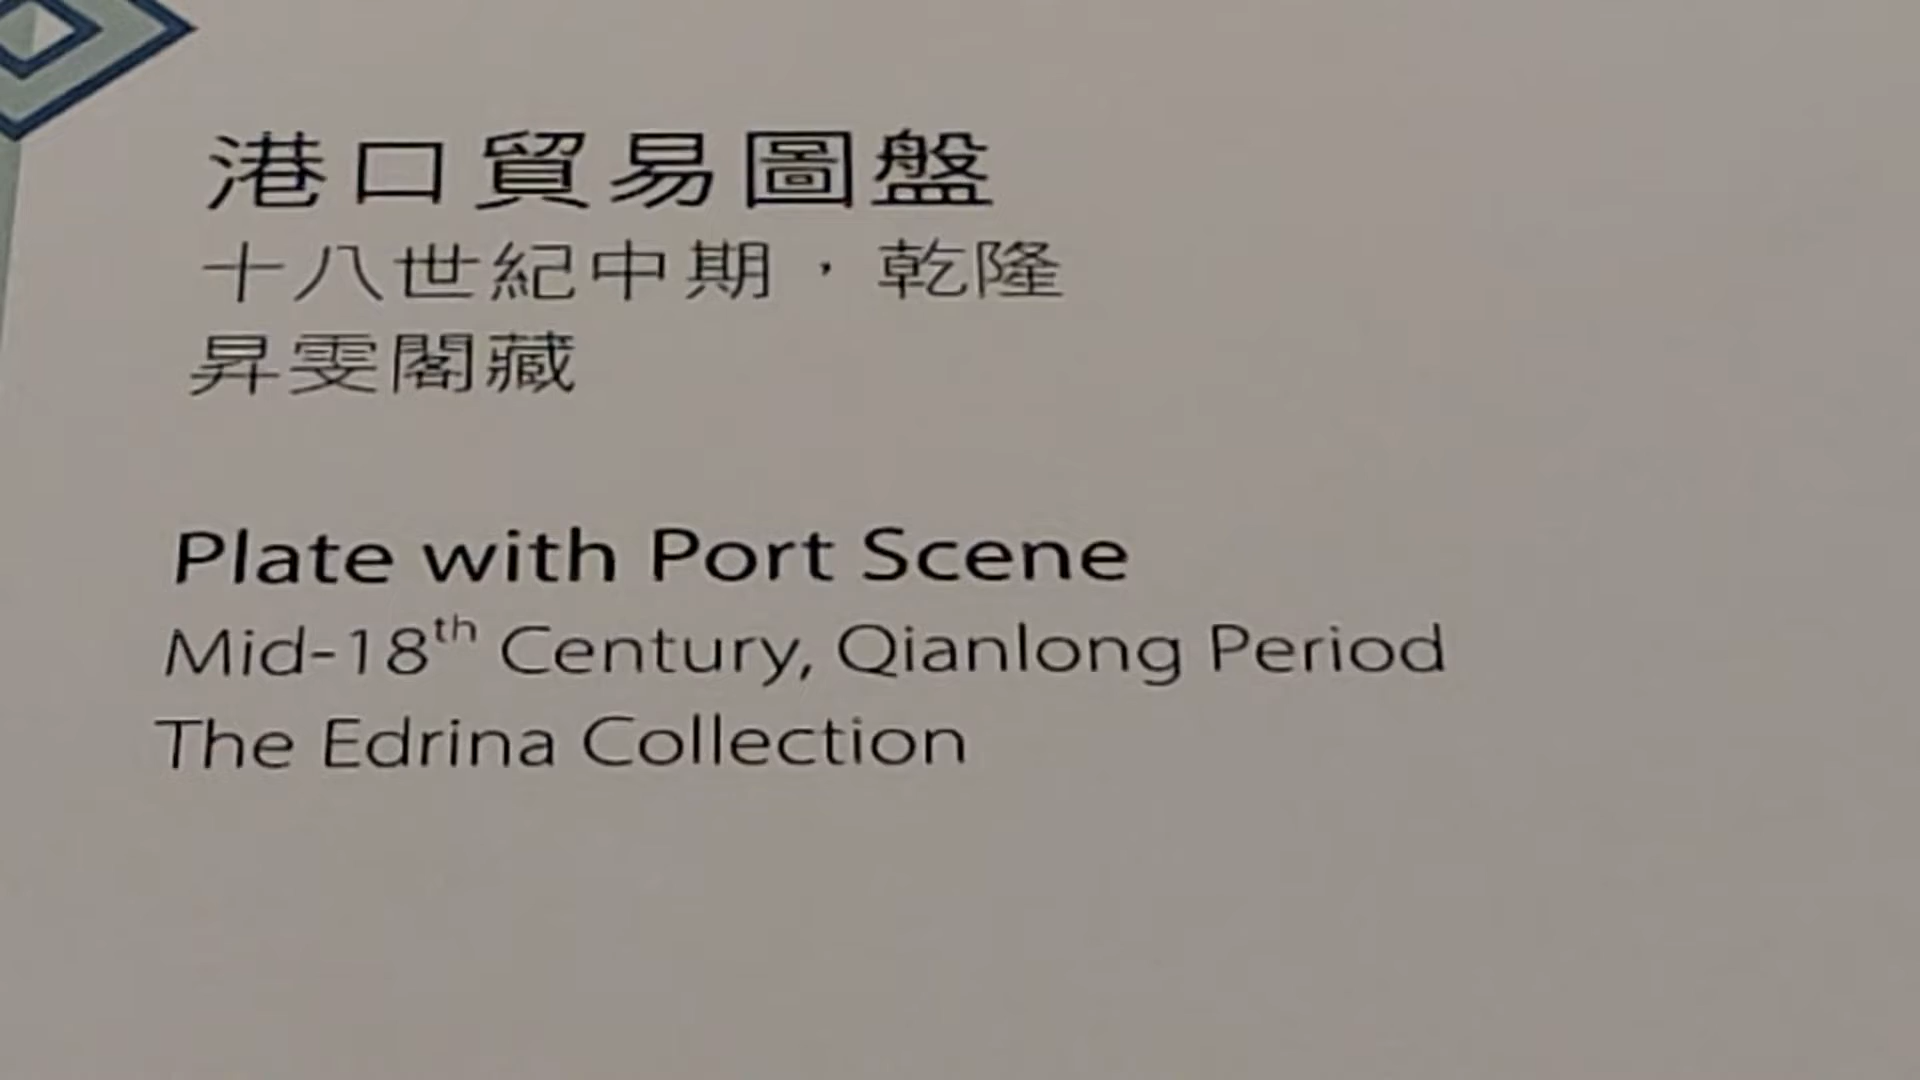 港口貿易圖盤
十八世紀中期，乾隆
昇雯閣藏
Plate with Port Scene
Mid-18th Century, Qianlong Period
The Edrina Collection